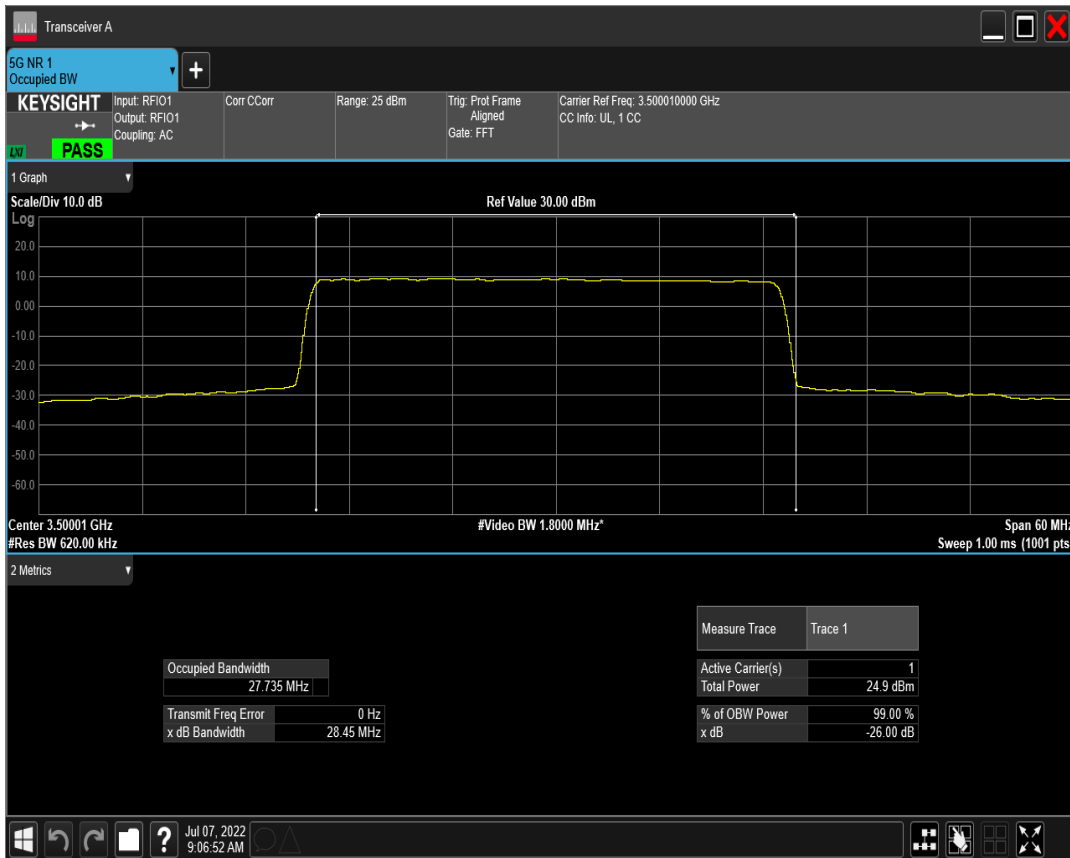 Transceiver A
5G NR 1
Occupied BW
+
KEYSIGHT
LXI
PASS
Input: RFIO1
Output: RFIO1
Coupling: AC
Corr CCorr
Range: 25 dBm
Trig: Prot Frame
Aligned
Gate: FFT
Carrier Ref Freq: 3.500010000 GHz
CC Info: UL, 1 CC
1 Graph
Scale/Div 10.0 dB
Ref Value 30.00 dBm
Log
20.0
10.0
0.00
-10.0
-20.0
-30.0
-40.0
-50.0
-60.0
Center 3.50001 GHz
#Video BW 1.8000 MHz*
Span 60 MHz
#Res BW 620.00 kHz
Sweep 1.00 ms (1001 pts
2 Metrics
Measure Trace
Trace 1
Occupied Bandwidth
27.735 MHz
Active Carrier(s)
1
Total Power
24.9 dBm
Transmit Freq Error
0 Hz
x dB Bandwidth
28.45 MHz
% of OBW Power
99.00 %
x dB
-26.00 dB
?
Jul 07, 2022
9:06:52 AM